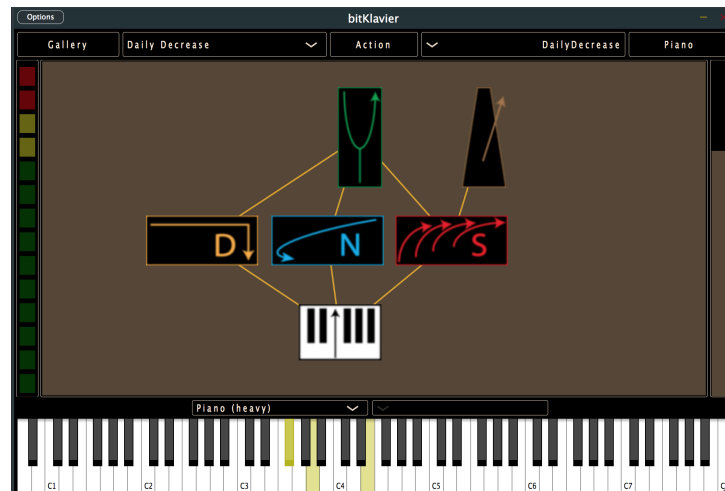 Options
bitKlavier
Gallery
Daily Decrease
Action
DailyDecrease
Piano
D
N
S
Piano (heavy)
C1
C2
C3
C4
C5
C6
C7